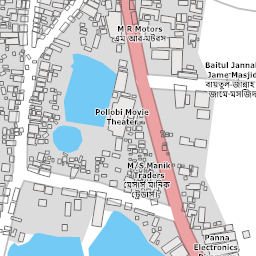 M R Motors
এম আর মটরস
Baitul Jannah
Jame Masjid
বায়তুল জান্নাহ
জামে মসজিদ
Pollobi Movie
Theater
M/S Manik
Traders
মেসার্স মানিক
ট্রেডার্স
Panna
Electronics